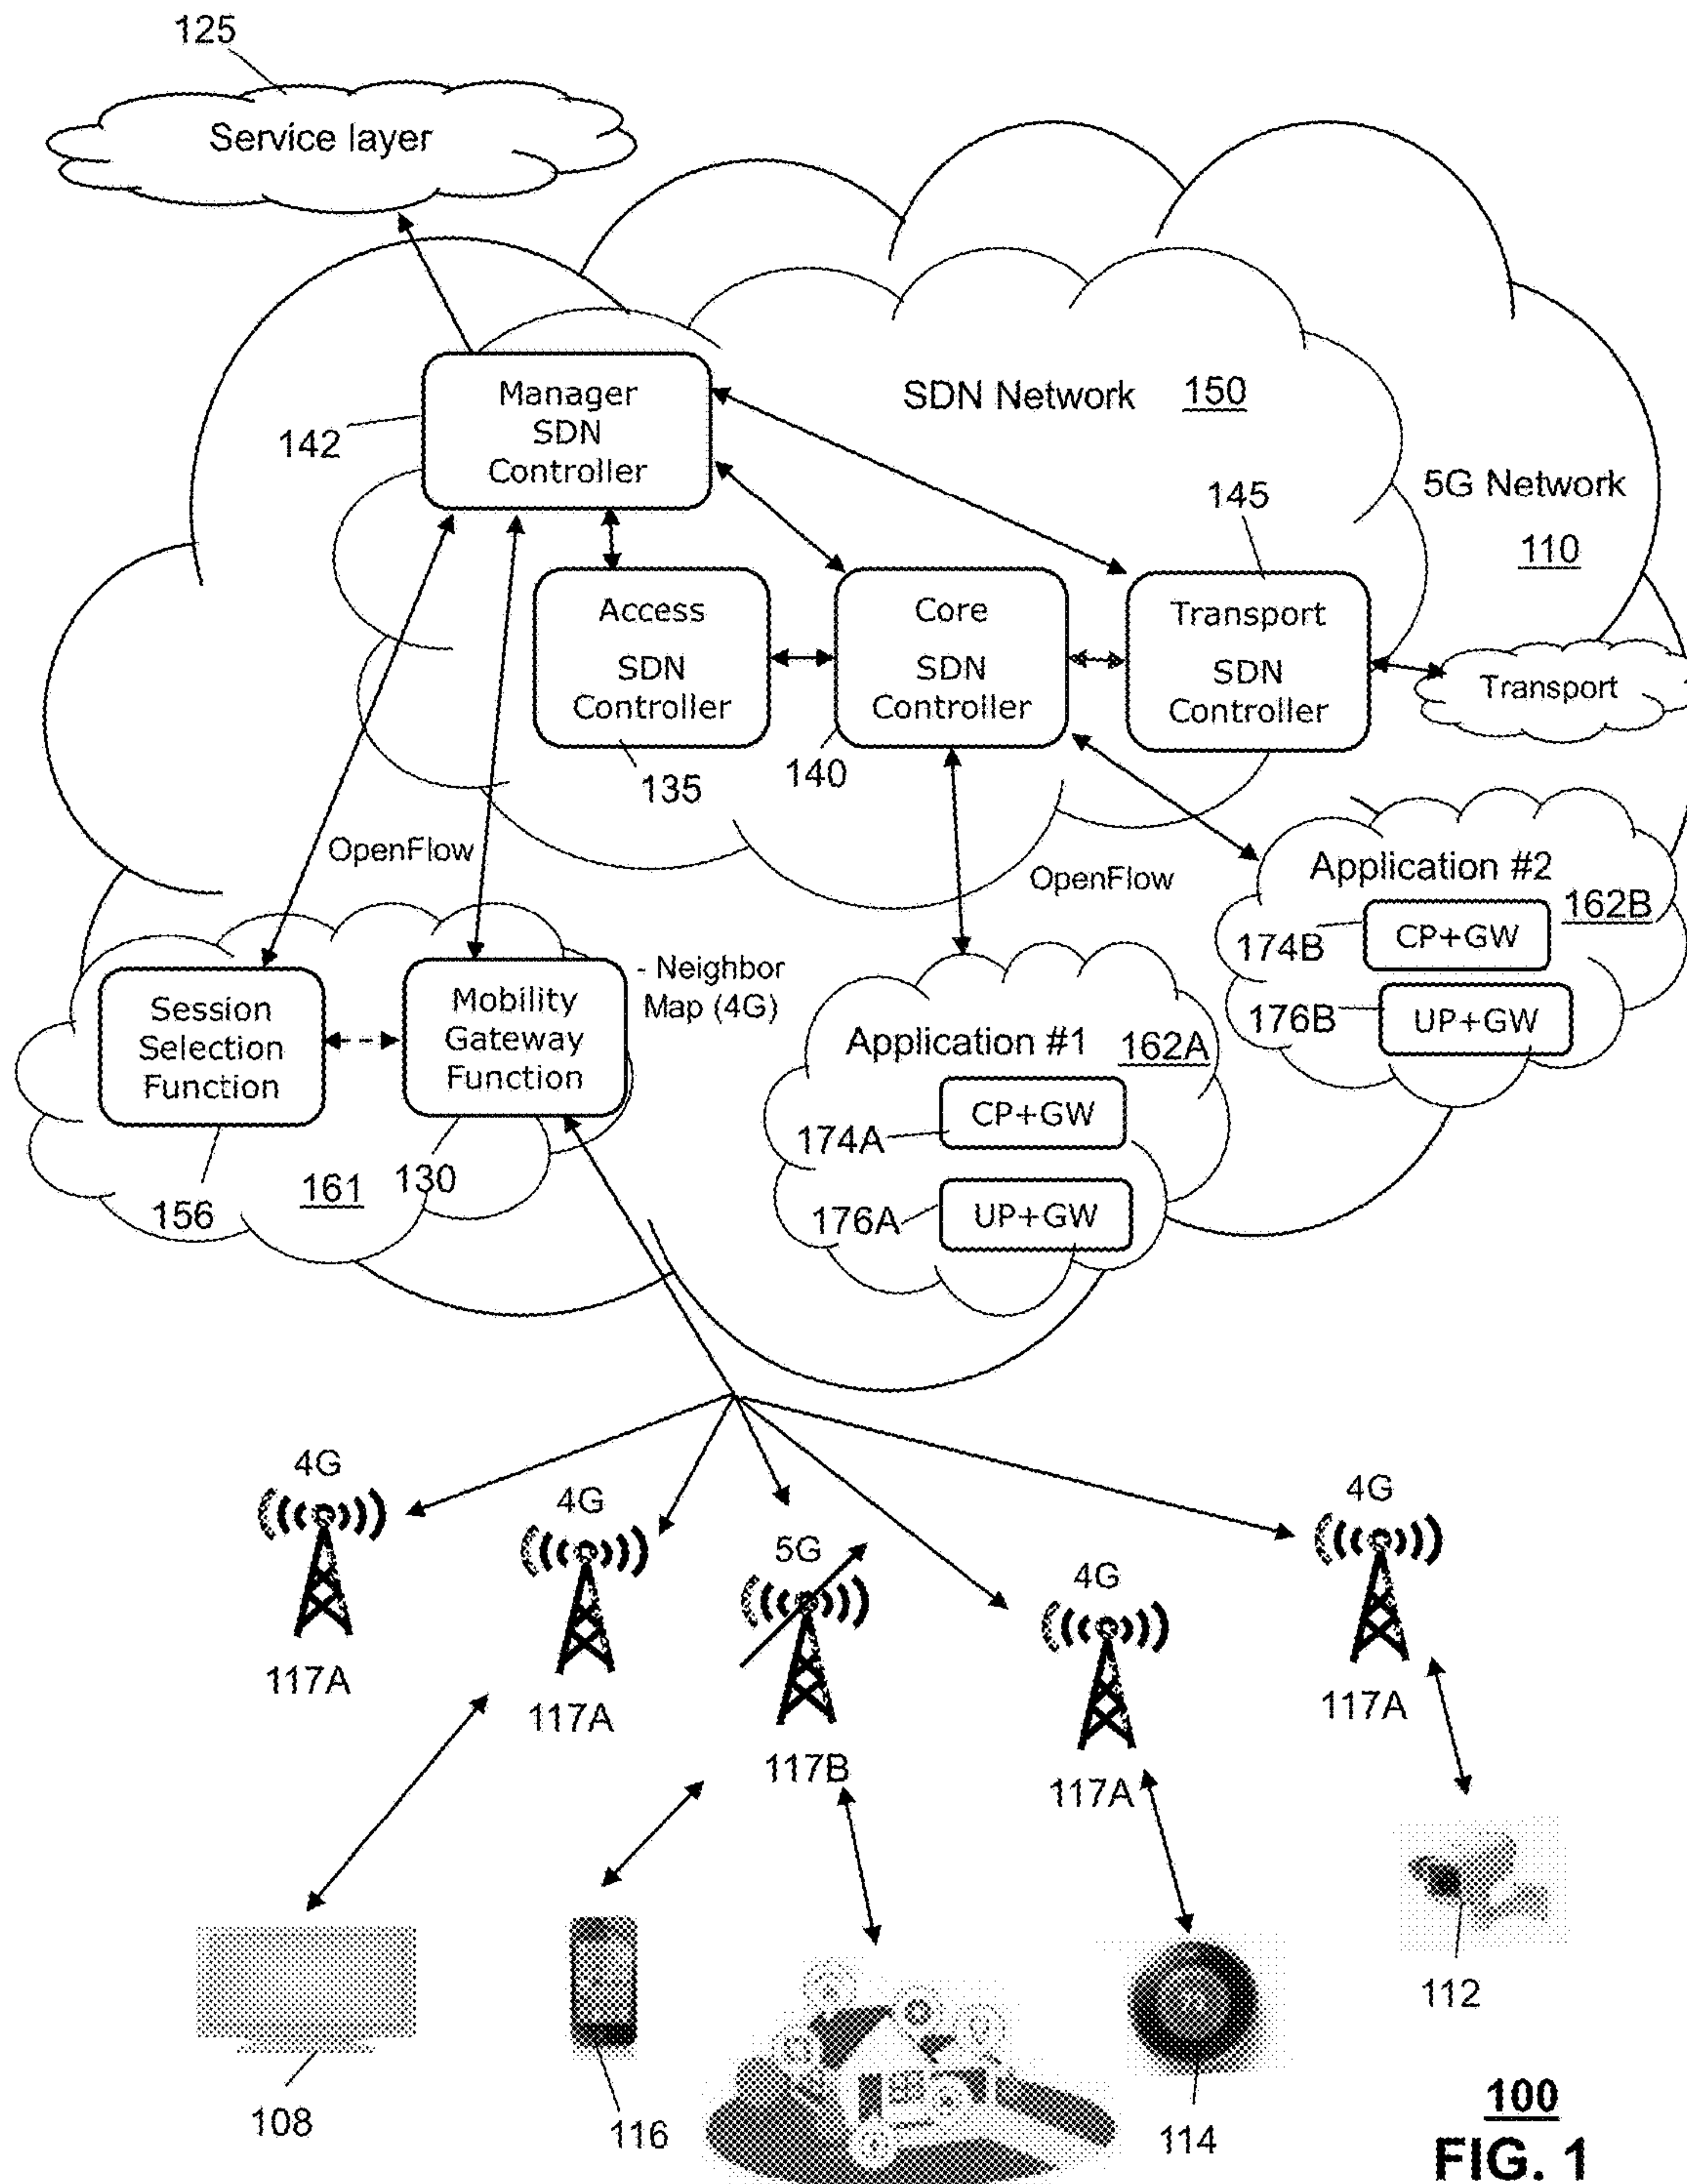 125
Service layer
Manager
SDN
Controller
142
SDN Network 150
145
5G Network
110
Access
SDN
Controller
135
Core
SDN
Controller
140
Transport
SDN
Controller
Transport
OpenFlow
OpenFlow
Application #2
162B
174B
CP+GW
176B
UP+GW
Session
Selection
Function
156
Mobility
Gateway
Function
- Neighbor
Map (4G)
161
130
Application #1
162A
174A
CP+GW
176A
UP+GW
4G
117A
4G
117A
5G
117B
4G
117A
4G
117A
108
116
114
112
100
FIG. 1